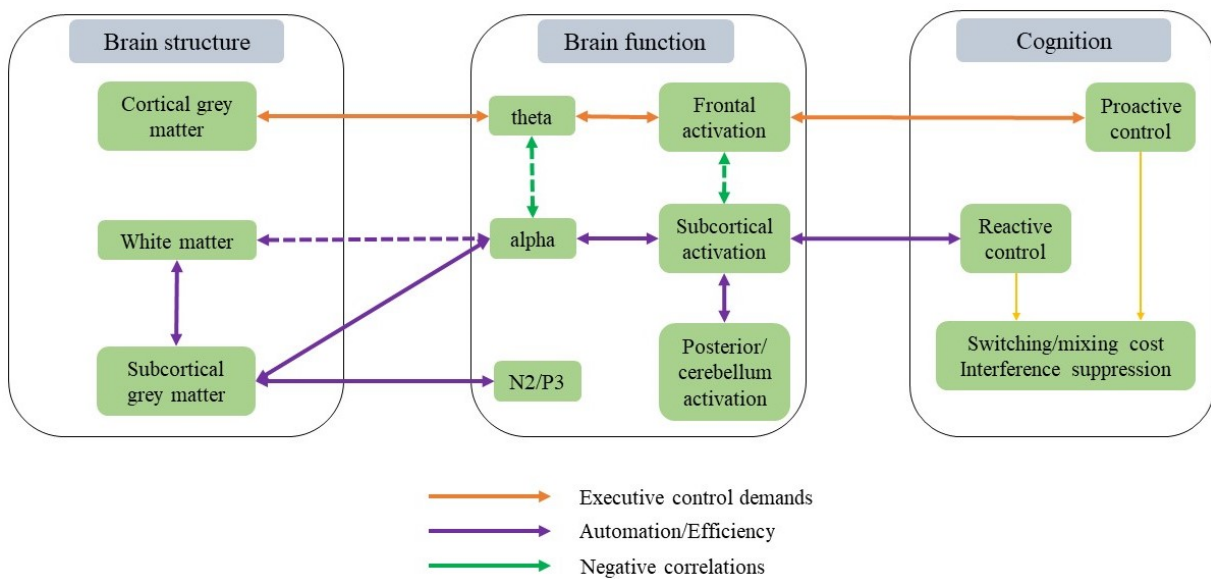 Brain structure
Brain function
Cognition
Cortical grey
matter
theta
Frontal
activation
Proactive
control
White matter
alpha
Subcortical
activation
Reactive
control
Subcortical
grey matter
N2/P3
Posterior/
cerebellum
activation
Switching/mixing cost
Interference suppression
Executive control demands
Automation/Efficiency
Negative correlations